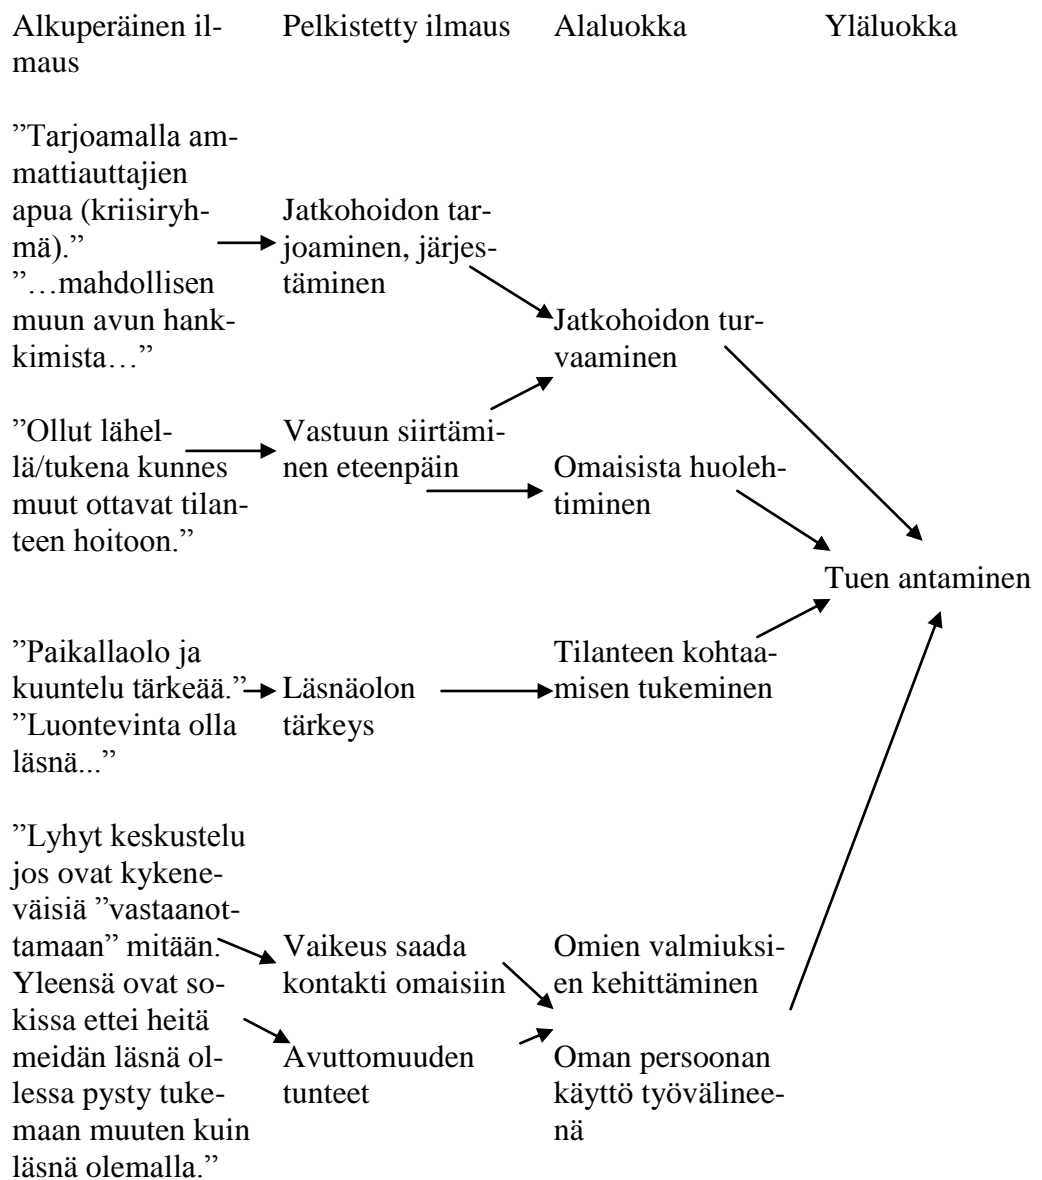 Alkuperäinen il-
maus
Pelkistetty ilmaus
Alaluokka
Yläluokka
”Tarjoamalla am-
mattiauttajien
apua (kriisiryh-
mä).”
”…mahdollisen
muun avun hank-
kimista…”
Jatkohoidon tar-
joaminen, järjes-
täminen
Jatkohoidon tur-
vaaminen
”Ollut lähel-
lä/tukena kunnes
muut ottavat tilan-
teen hoitoon.”
Vastuun siirtämi-
nen eteenpäin
Omaisista huoleh-
timinen
Tuen antaminen
”Paikallaolo ja
kuuntelu tärkeää.”
”Luontevinta olla
läsnä...”
Läsnäolon
tärkeys
Tilanteen kohtaa-
misen tukeminen
”Lyhyt keskustelu
jos ovat kykene-
väisiä ”vastaanot-
tamaan” mitään.
Yleensä ovat so-
kissa ettei heitä
meidän läsnä ol-
lessa pysty tuke-
maan muuten kuin
läsnä olemalla.”
Vaikeus saada
kontakti omaisiin
Avuttomuuden
tunteet
Omien valmiuksi-
en kehittäminen
Oman persoonan
käyttö työvälinee-
nä